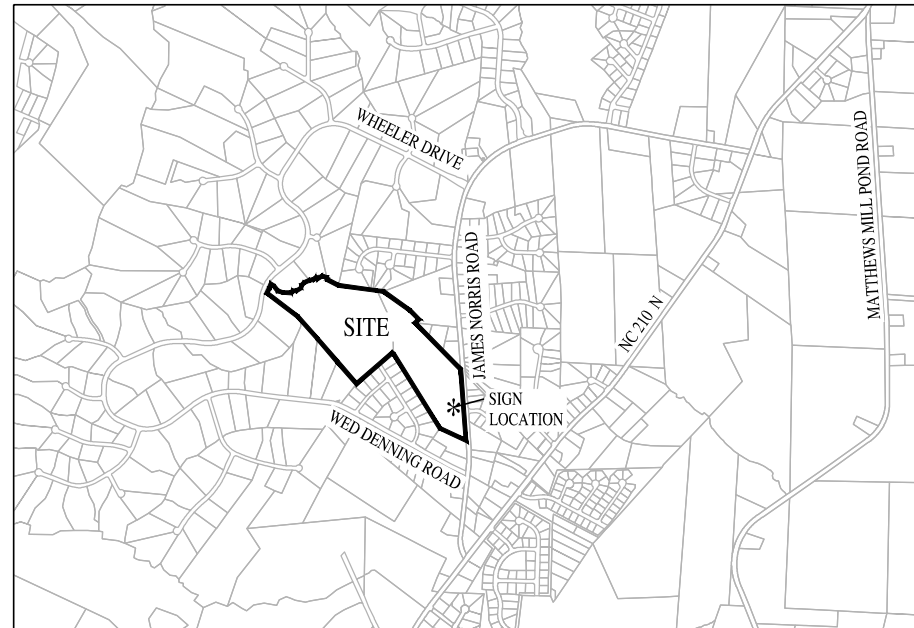 WHEELER DRIVE
MATTHEWS MILL POND ROAD
JAMES NORRIS ROAD
NC 210 N
SITE
*
SIGN
LOCATION
WED DENNING ROAD